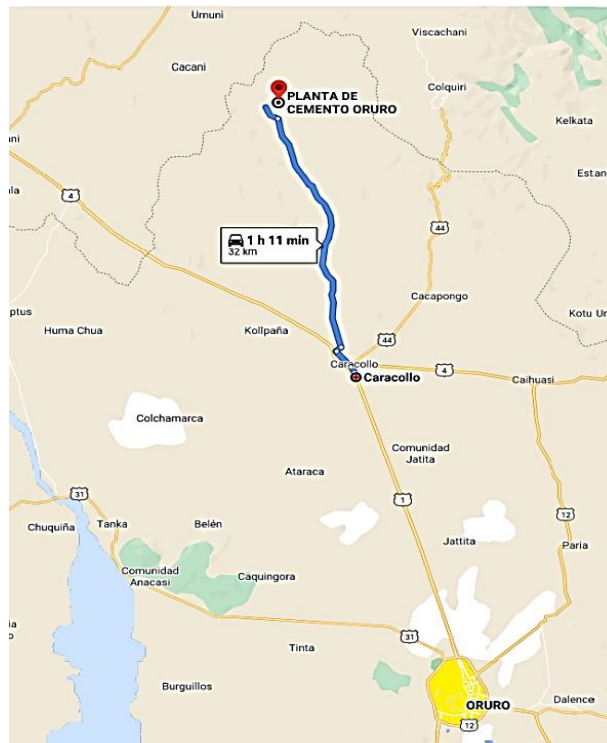 Urnuni
Viscachani
Cacani
Colquiri
PLANTA DE
CEMENTO ORURO
Kelkata
Estan
4
1 h 11 min
32 km
44
Cacapongo
Kotu Ur
ptus
Huma Chua
Kollpaña
44
Caracollo
Caracollo
4
Caihuasi
Colchamarca
Comunidad
Jatita
Ataraca
31
1
12
Chuquiña
Tanka
Belén
Jattita
Paria
Comunidad
Anacasi
Caquingora
31
Tinta
Burguillos
ORURO
Dalence
12